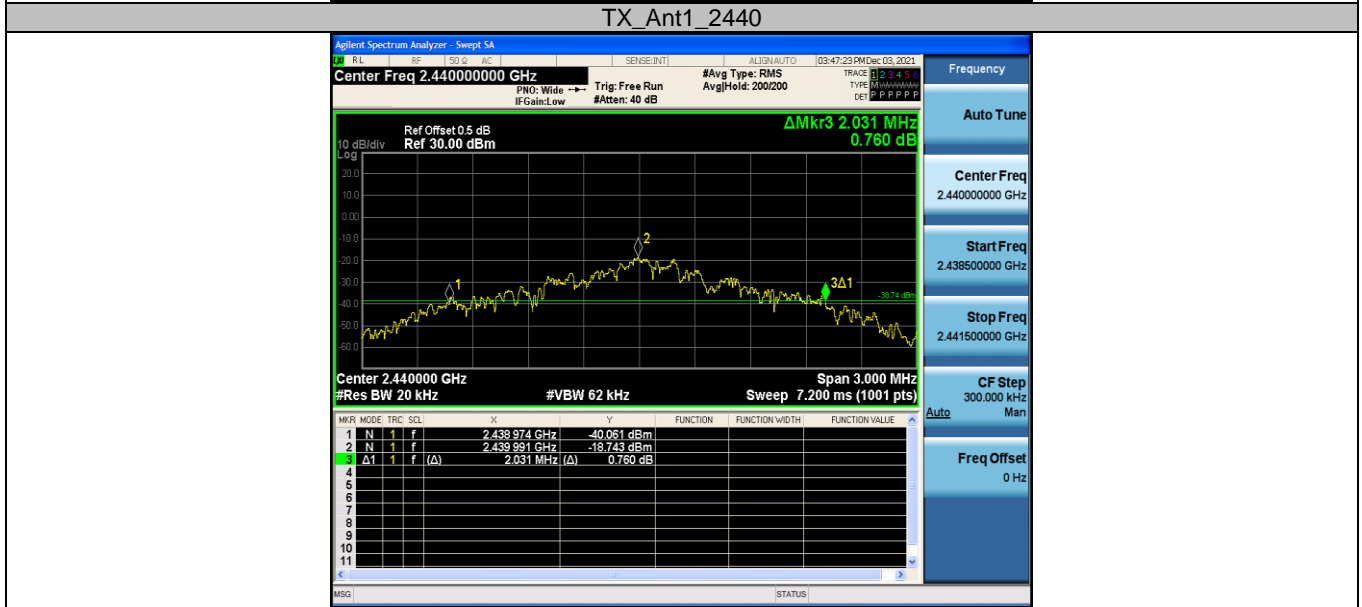 TX_Ant1_2440
Agilent Spectrum Analyzer - Swept SA
RL RF 50 Ω AC SENSE:INT ALIGNAUTO 03:47:23 PM Dec 03, 2021
Center Freq 2.440000000 GHz
PNO: Wide
IFGain:Low
Trig: Free Run
#Atten: 40 dB
#Avg Type: RMS
Avg|Hold: 200/200
TRACE 1 2 3 4 5 6
TYPE M
DET P P P P P P
Ref Offset 0.5 dB
Ref 30.00 dBm
10 dB/div
Log
ΔMkr3 2.031 MHz
0.760 dB
20.0
10.0
0.00
-10.0
-20.0
-30.0
-40.0
-50.0
-60.0
1
2
3Δ1
-38.74 dBm
Center 2.440000 GHz Span 3.000 MHz
#Res BW 20 kHz #VBW 62 kHz Sweep 7.200 ms (1001 pts)
MKR MODE TRC SCL X Y FUNCTION FUNCTION WIDTH FUNCTION VALUE
1 N 1 f 2.438 974 GHz -40.061 dBm
2 N 1 f 2.439 991 GHz -18.743 dBm
3 Δ1 1 f (Δ) 2.031 MHz (Δ) 0.760 dB
4
5
6
7
8
9
10
11
MSG STATUS
Frequency
Auto Tune
Center Freq
2.440000000 GHz
Start Freq
2.438500000 GHz
Stop Freq
2.441500000 GHz
CF Step
300.000 kHz
Auto Man
Freq Offset
0 Hz